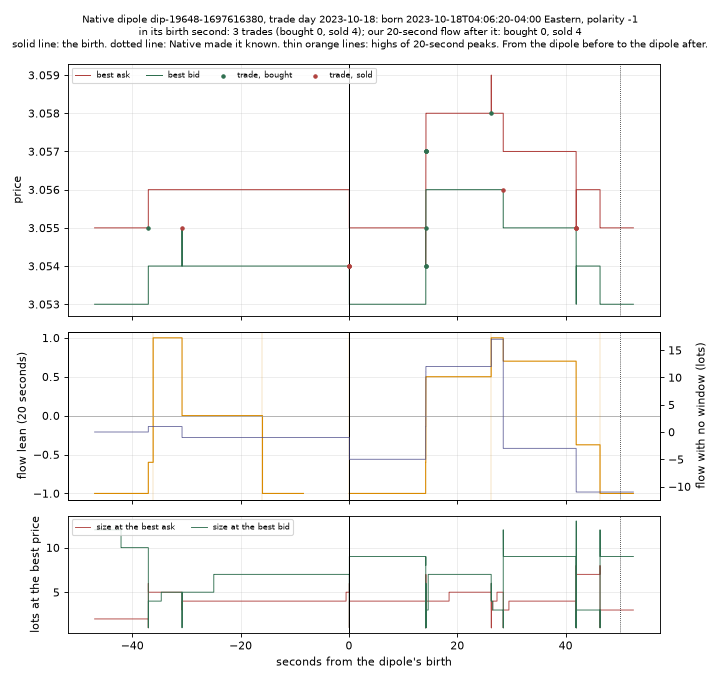 Native dipole dip-19648-1697616380, trade day 2023-10-18: born 2023-10-18T04:06:20-04:00 Eastern, polarity -1
in its birth second: 3 trades (bought 0, sold 4); our 20-second flow after it: bought 0, sold 4
solid line: the birth. dotted line: Native made it known. thin orange lines: highs of 20-second peaks. From the dipole before to the dipole after.
best ask
best bid
trade, bought
trade, sold
3.059
3.058
3.057
3.056
3.055
3.054
3.053
price
1.0
0.5
0.0
−0.5
−1.0
flow lean (20 seconds)
15
10
5
0
−5
−10
flow with no window (lots)
size at the best ask
size at the best bid
10
5
lots at the best price
−40
−20
0
20
40
seconds from the dipole's birth